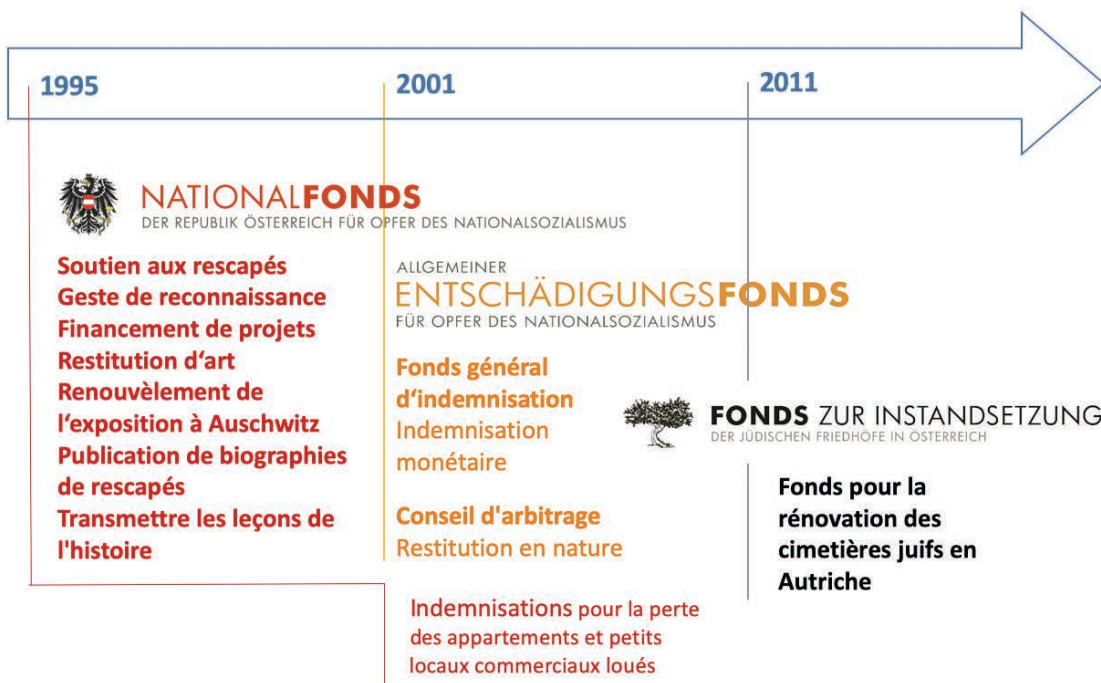 1995
2001
2011
NATIONALFONDS
DER REPUBLIK ÖSTERREICH FÜR OPFER DES NATIONALSOZIALISMUS
Soutien aux rescapés
Geste de reconnaissance
Financement de projets
Restitution d‘art
Renouvèlement de
l‘exposition à Auschwitz
Publication de biographies
de rescapés
Transmettre les leçons de
l'histoire
ALLGEMEINER
ENTSCHÄDIGUNGSFONDS
FÜR OPFER DES NATIONALSOZIALISMUS
Fonds général
d‘indemnisation
Indemnisation
monétaire
Conseil d'arbitrage
Restitution en nature
Indemnisations pour la perte
des appartements et petits
locaux commerciaux loués
FONDS ZUR INSTANDSETZUNG
DER JÜDISCHEN FRIEDHÖFE IN ÖSTERREICH
Fonds pour la
rénovation des
cimetières juifs en
Autriche